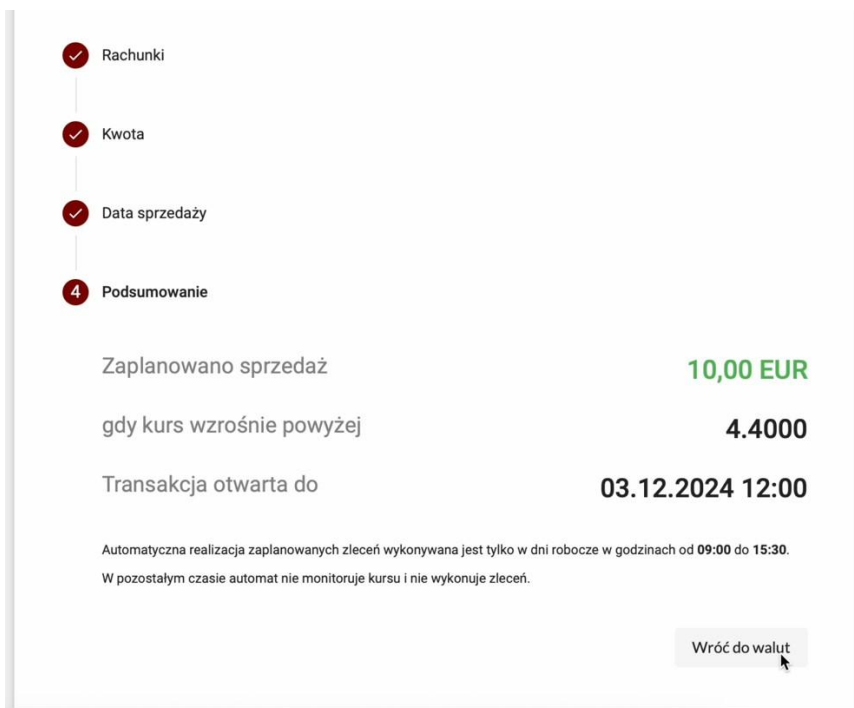 Rachunki
Kwota
Data sprzedaży
4 Podsumowanie
Zaplanowano sprzedaż 10,00 EUR
gdy kurs wzrośnie powyżej 4.4000
Transakcja otwarta do 03.12.2024 12:00
Automatyczna realizacja zaplanowanych zleceń wykonywana jest tylko w dni robocze w godzinach od 09:00 do 15:30.
W pozostałym czasie automat nie monitoruje kursu i nie wykonuje zleceń.
Wróć do walut